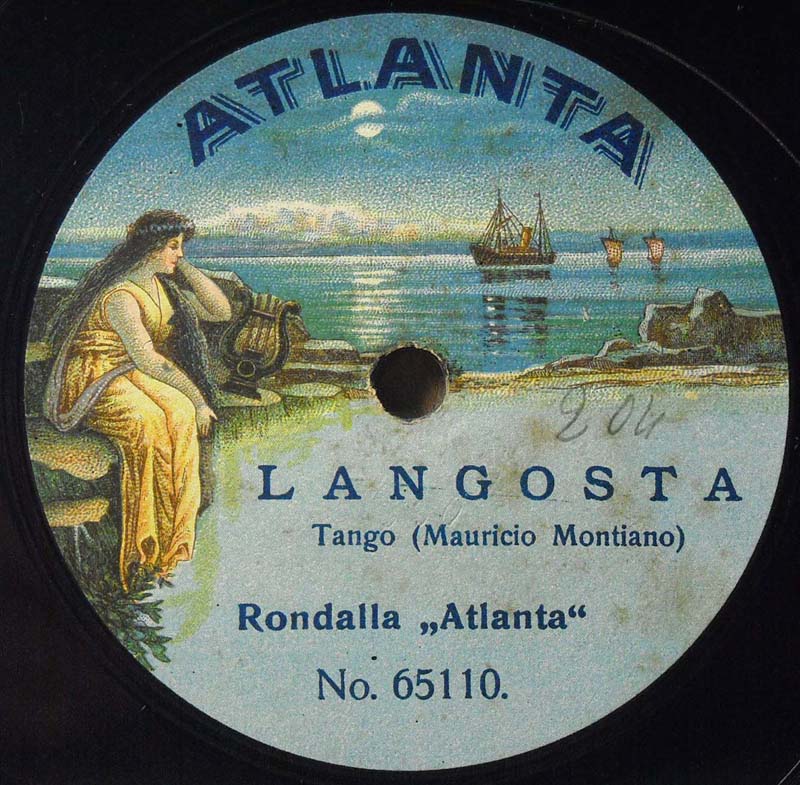 ATLANTA
204
LANGOSTA
Tango (Mauricio Montiano)
Rondalla „Atlanta“
No. 65110.